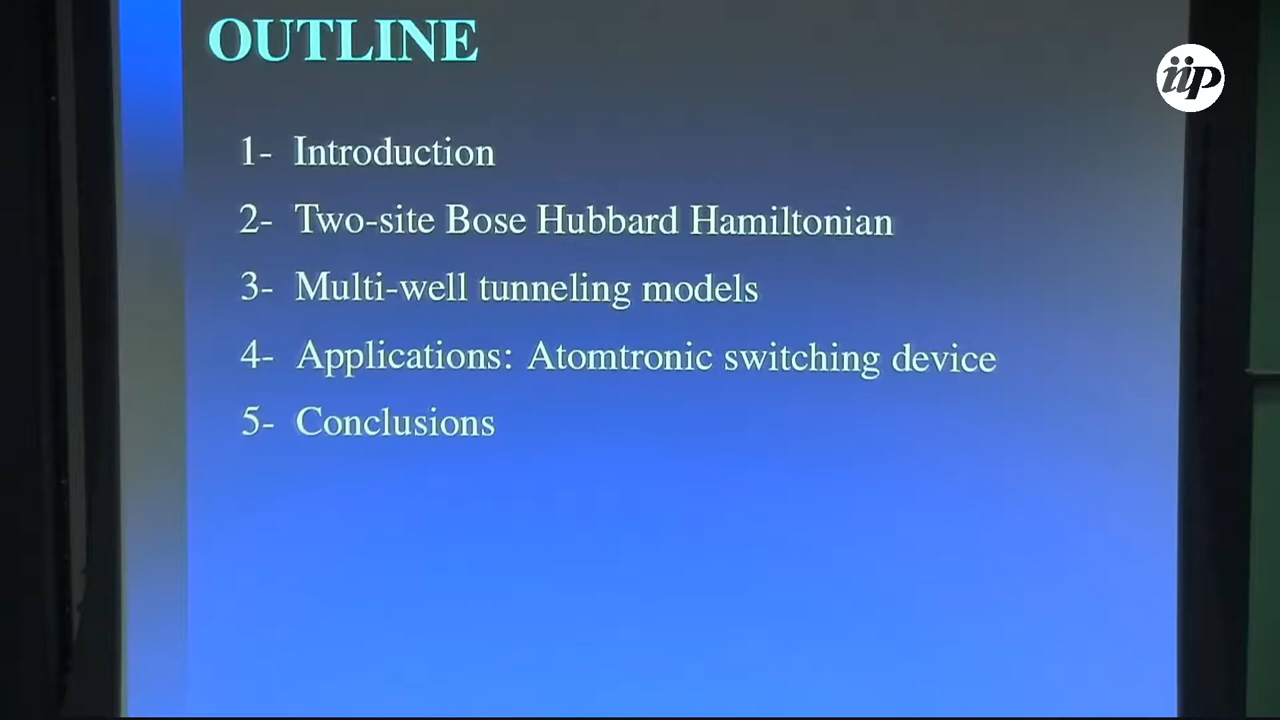 OUTLINE
iip
1- Introduction
2- Two-site Bose Hubbard Hamiltonian
3- Multi-well tunneling models
4- Applications: Atomtronic switching device
5- Conclusions